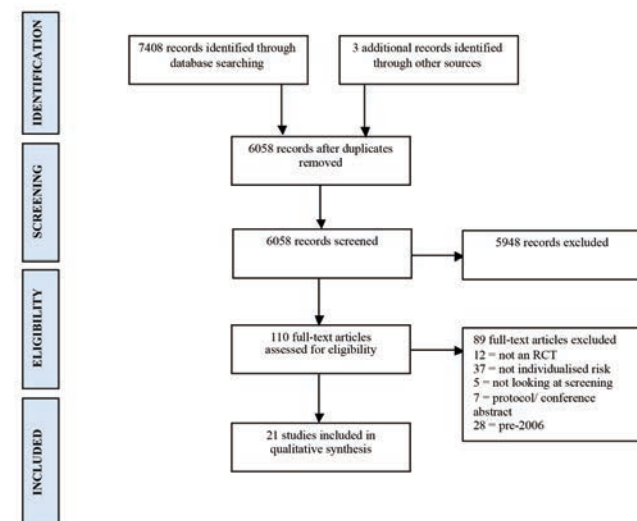 IDENTIFICATION
7408 records identified through
database searching
3 additional records identified
through other sources
6058 records after duplicates
removed
SCREENING
6058 records screened
5948 records excluded
ELIGIBILITY
110 full-text articles
assessed for eligibility
89 full-text articles excluded
12 = not an RCT
37 = not individualised risk
5 = not looking at screening
7 = protocol/ conference
abstract
28 = pre-2006
INCLUDED
21 studies included in
qualitative synthesis